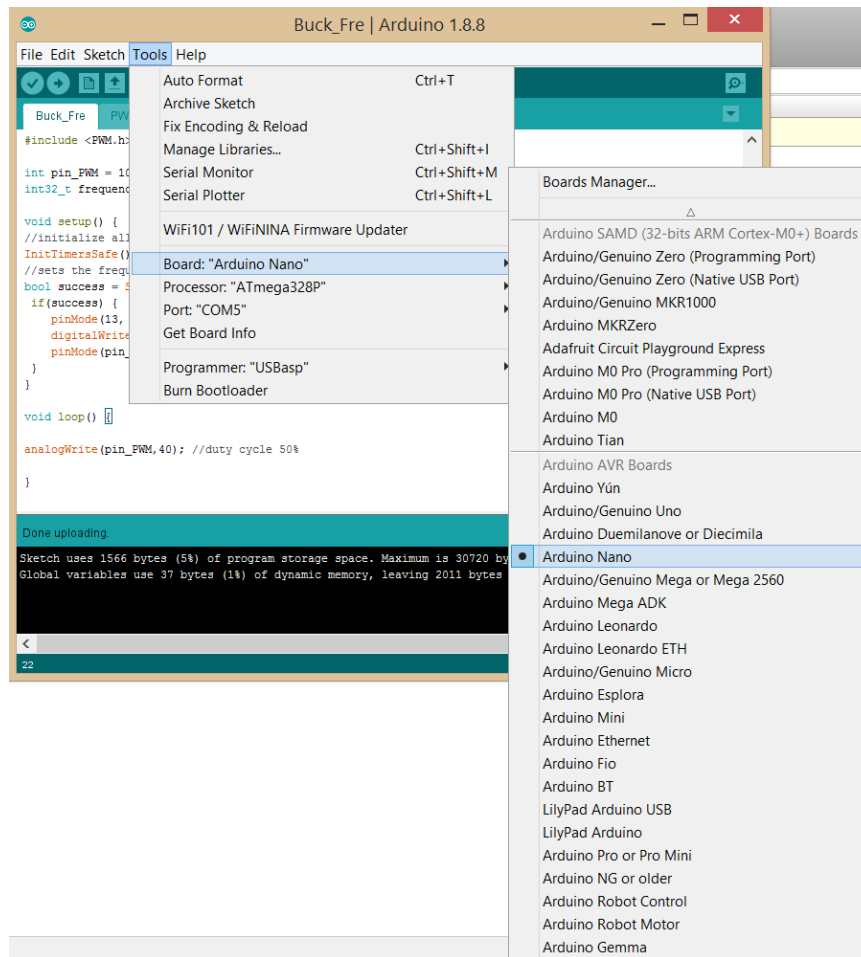 Buck_Fre | Arduino 1.8.8
File Edit Sketch Tools Help
Buck_Fre PW
#include <PWM.h>
int pin_PWM = 10
int32_t frequenc
void setup() {
//initialize all
InitTimersSafe()
//sets the frequ
bool success = S
if(success) {
pinMode(13,
digitalWrite
pinMode(pin_
}
}
void loop() {
analogWrite(pin_PWM,40); //duty cycle 50%
}
Done uploading.
Sketch uses 1566 bytes (5%) of program storage space. Maximum is 30720 by
Global variables use 37 bytes (1%) of dynamic memory, leaving 2011 bytes
22
Auto Format Ctrl+T
Archive Sketch
Fix Encoding & Reload
Manage Libraries... Ctrl+Shift+I
Serial Monitor Ctrl+Shift+M
Serial Plotter Ctrl+Shift+L
WiFi101 / WiFiNINA Firmware Updater
Board: "Arduino Nano"
Processor: "ATmega328P"
Port: "COM5"
Get Board Info
Programmer: "USBasp"
Burn Bootloader
Boards Manager...
Arduino SAMD (32-bits ARM Cortex-M0+) Boards
Arduino/Genuino Zero (Programming Port)
Arduino/Genuino Zero (Native USB Port)
Arduino/Genuino MKR1000
Arduino MKRZero
Adafruit Circuit Playground Express
Arduino M0 Pro (Programming Port)
Arduino M0 Pro (Native USB Port)
Arduino M0
Arduino Tian
Arduino AVR Boards
Arduino Yún
Arduino/Genuino Uno
Arduino Duemilanove or Diecimila
Arduino Nano
Arduino/Genuino Mega or Mega 2560
Arduino Mega ADK
Arduino Leonardo
Arduino Leonardo ETH
Arduino/Genuino Micro
Arduino Esplora
Arduino Mini
Arduino Ethernet
Arduino Fio
Arduino BT
LilyPad Arduino USB
LilyPad Arduino
Arduino Pro or Pro Mini
Arduino NG or older
Arduino Robot Control
Arduino Robot Motor
Arduino Gemma